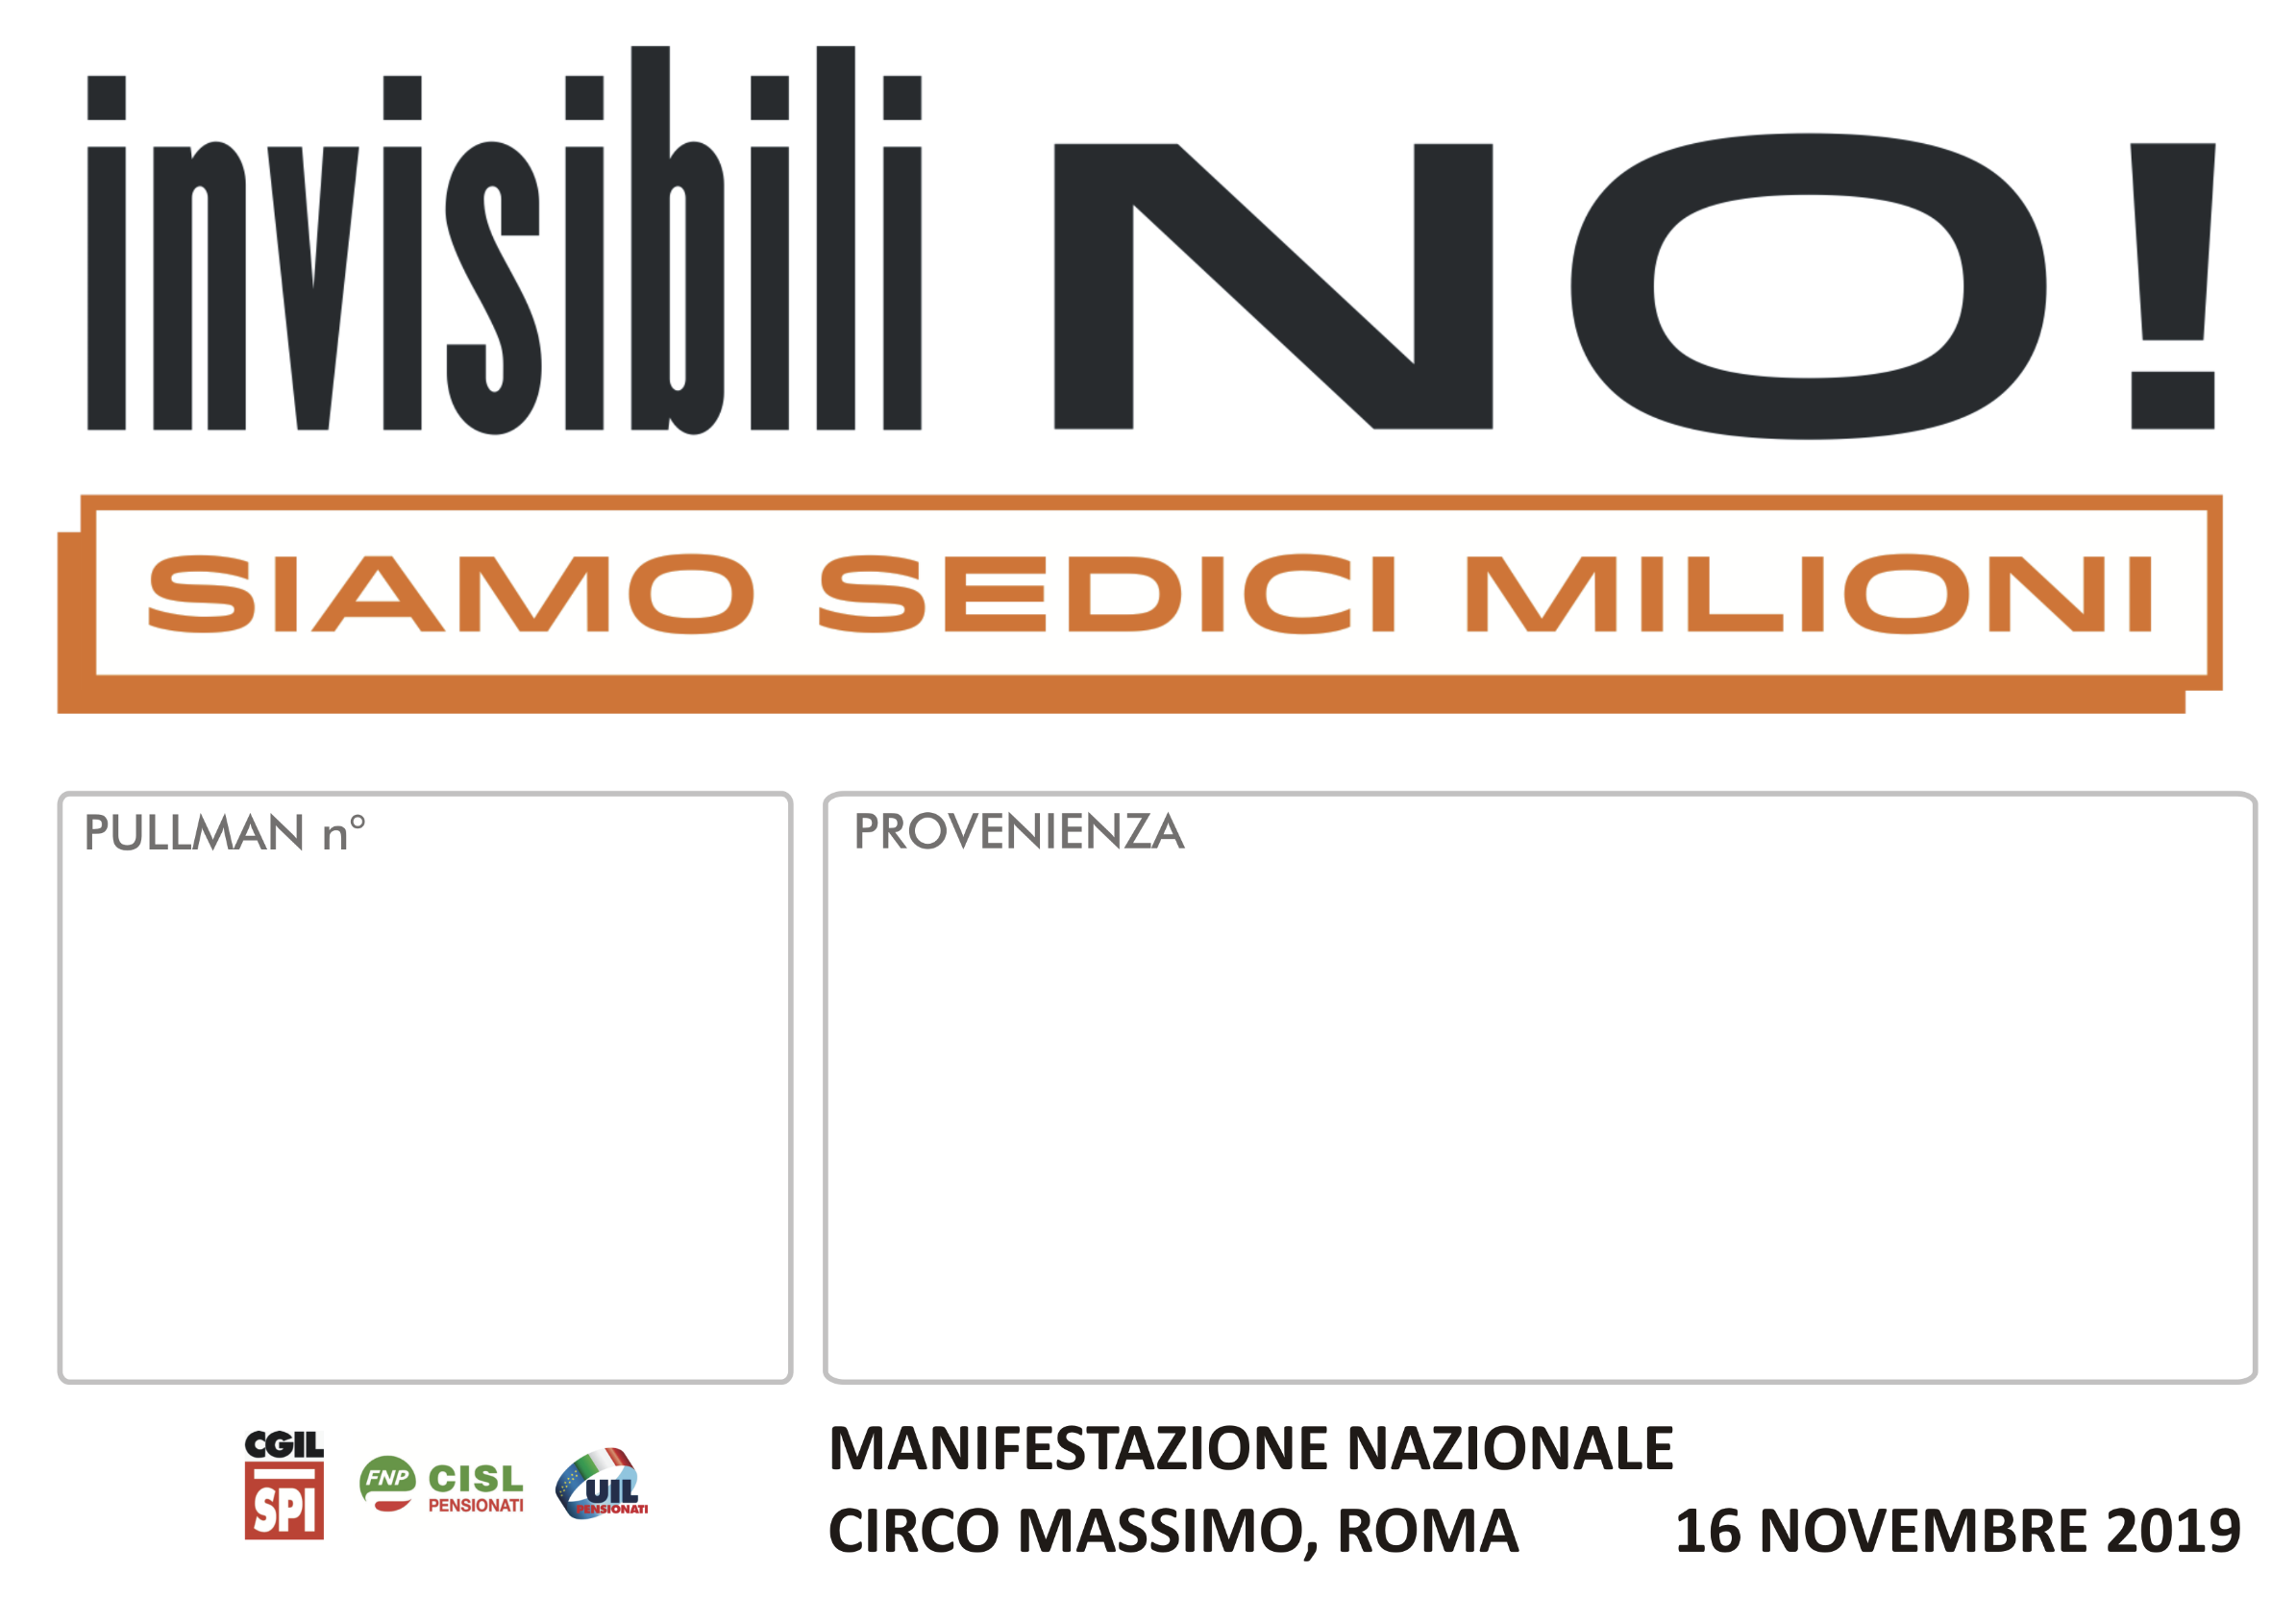 invisibili NO!
SIAMO SEDICI MILIONI
PULLMAN n°
PROVENIENZA
CGIL
SPI
FNP CISL
PENSIONATI
UIL
PENSIONATI
MANIFESTAZIONE NAZIONALE
CIRCO MASSIMO, ROMA 16 NOVEMBRE 2019